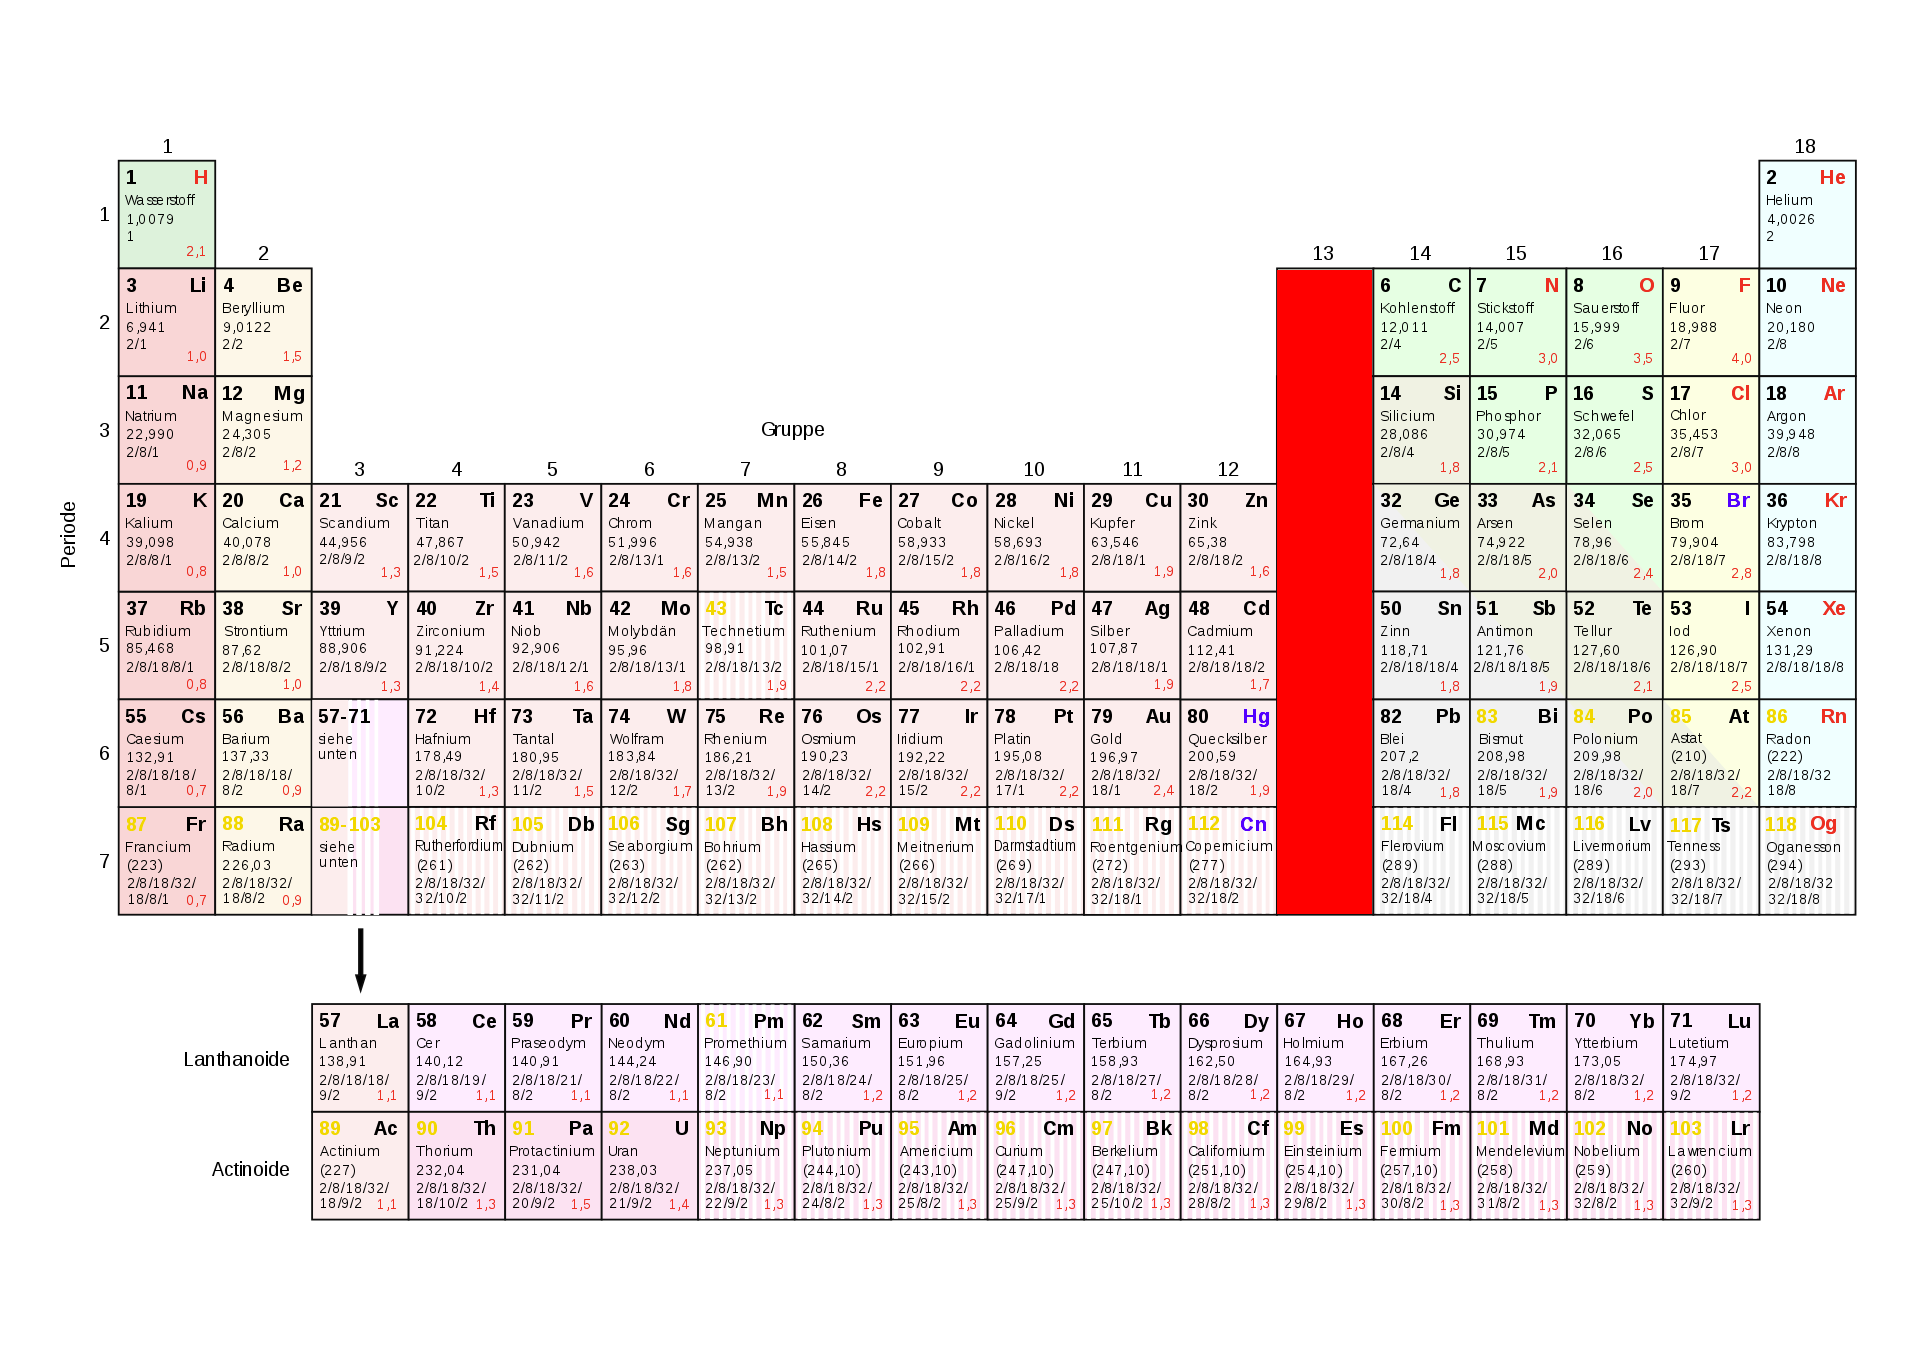 1 18
1 H 2 He
Wasserstoff Helium
1,0079 4,0026
1 2
2,1
1
2 13 14 15 16 17
3 Li 4 Be 6 C 7 N 8 O 9 F 10 Ne
Lithium Beryllium Kohlenstoff Stickstoff Sauerstoff Fluor Neon
6,941 9,0122 12,011 14,007 15,999 18,988 20,180
2/1 2/2 2/4 2/5 2/6 2/7 2/8
1,0 1,5 2,5 3,0 3,5 4,0
2
11 Na 12 Mg 14 Si 15 P 16 S 17 Cl 18 Ar
Natrium Magnesium Silicium Phosphor Schwefel Chlor Argon
22,990 24,305 28,086 30,974 32,065 35,453 39,948
2/8/1 2/8/2 2/8/4 2/8/5 2/8/6 2/8/7 2/8/8
0,9 1,2 1,8 2,1 2,5 3,0
3
Gruppe
3 4 5 6 7 8 9 10 11 12
19 K 20 Ca 21 Sc 22 Ti 23 V 24 Cr 25 Mn 26 Fe 27 Co 28 Ni 29 Cu 30 Zn 32 Ge 33 As 34 Se 35 Br 36 Kr
Kalium Calcium Scandium Titan Vanadium Chrom Mangan Eisen Cobalt Nickel Kupfer Zink Germanium Arsen Selen Brom Krypton
39,098 40,078 44,956 47,867 50,942 51,996 54,938 55,845 58,933 58,693 63,546 65,38 72,64 74,922 78,96 79,904 83,798
2/8/8/1 2/8/8/2 2/8/9/2 2/8/10/2 2/8/11/2 2/8/13/1 2/8/13/2 2/8/14/2 2/8/15/2 2/8/16/2 2/8/18/1 2/8/18/2 2/8/18/4 2/8/18/5 2/8/18/6 2/8/18/7 2/8/18/8
0,8 1,0 1,3 1,5 1,6 1,6 1,5 1,8 1,8 1,8 1,9 1,6 1,8 2,0 2,4 2,8
4
Periode
37 Rb 38 Sr 39 Y 40 Zr 41 Nb 42 Mo 43 Tc 44 Ru 45 Rh 46 Pd 47 Ag 48 Cd 50 Sn 51 Sb 52 Te 53 I 54 Xe
Rubidium Strontium Yttrium Zirconium Niob Molybdän Technetium Ruthenium Rhodium Palladium Silber Cadmium Zinn Antimon Tellur Iod Xenon
85,468 87,62 88,906 91,224 92,906 95,96 98,91 101,07 102,91 106,42 107,87 112,41 118,71 121,76 127,60 126,90 131,29
2/8/18/8/1 2/8/18/8/2 2/8/18/9/2 2/8/18/10/2 2/8/18/12/1 2/8/18/13/1 2/8/18/13/2 2/8/18/15/1 2/8/18/16/1 2/8/18/18 2/8/18/18/1 2/8/18/18/2 2/8/18/18/4 2/8/18/18/5 2/8/18/18/6 2/8/18/18/7 2/8/18/18/8
0,8 1,0 1,3 1,4 1,6 1,8 1,9 2,2 2,2 2,2 1,9 1,7 1,8 1,9 2,1 2,5
5
55 Cs 56 Ba 57-71 72 Hf 73 Ta 74 W 75 Re 76 Os 77 Ir 78 Pt 79 Au 80 Hg 82 Pb 83 Bi 84 Po 85 At 86 Rn
Caesium Barium siehe Hafnium Tantal Wolfram Rhenium Osmium Iridium Platin Gold Quecksilber Blei Bismut Polonium Astat Radon
132,91 137,33 unten 178,49 180,95 183,84 186,21 190,23 192,22 195,08 196,97 200,59 207,2 208,98 209,98 (210) (222)
2/8/18/18/ 2/8/18/18/ 2/8/18/32/ 2/8/18/32/ 2/8/18/32/ 2/8/18/32/ 2/8/18/32/ 2/8/18/32/ 2/8/18/32/ 2/8/18/32/ 2/8/18/32/ 2/8/18/32/ 2/8/18/32/ 2/8/18/32/ 2/8/18/32/ 2/8/18/32
8/1 0,7 8/2 0,9 10/2 1,3 11/2 1,5 12/2 1,7 13/2 1,9 14/2 2,2 15/2 2,2 17/1 2,2 18/1 2,4 18/2 1,9 18/4 1,8 18/5 1,9 18/6 2,0 18/7 2,2 18/8
6
87 Fr 88 Ra 89-103 104 Rf 105 Db 106 Sg 107 Bh 108 Hs 109 Mt 110 Ds 111 Rg 112 Cn 114 Fl 115 Mc 116 Lv 117 Ts 118 Og
Francium Radium siehe Rutherfordium Dubnium Seaborgium Bohrium Hassium Meitnerium Darmstadtium Roentgenium Copernicium Flerovium Moscovium Livermorium Tenness Oganesson
(223) 226,03 unten (261) (262) (263) (262) (265) (266) (269) (272) (277) (289) (288) (289) (293) (294)
2/8/18/32/ 2/8/18/32/ 2/8/18/32/ 2/8/18/32/ 2/8/18/32/ 2/8/18/32/ 2/8/18/32/ 2/8/18/32/ 2/8/18/32/ 2/8/18/32/ 2/8/18/32/ 2/8/18/32/ 2/8/18/32/ 2/8/18/32/ 2/8/18/32/ 2/8/18/32
18/8/1 0,7 18/8/2 0,9 32/10/2 32/11/2 32/12/2 32/13/2 32/14/2 32/15/2 32/17/1 32/18/1 32/18/2 32/18/4 32/18/5 32/18/6 32/18/7 32/18/8
7
Lanthanoide
57 La 58 Ce 59 Pr 60 Nd 61 Pm 62 Sm 63 Eu 64 Gd 65 Tb 66 Dy 67 Ho 68 Er 69 Tm 70 Yb 71 Lu
Lanthan Cer Praseodym Neodym Promethium Samarium Europium Gadolinium Terbium Dysprosium Holmium Erbium Thulium Ytterbium Lutetium
138,91 140,12 140,91 144,24 146,90 150,36 151,96 157,25 158,93 162,50 164,93 167,26 168,93 173,05 174,97
2/8/18/18/ 2/8/18/19/ 2/8/18/21/ 2/8/18/22/ 2/8/18/23/ 2/8/18/24/ 2/8/18/25/ 2/8/18/25/ 2/8/18/27/ 2/8/18/28/ 2/8/18/29/ 2/8/18/30/ 2/8/18/31/ 2/8/18/32/ 2/8/18/32/
9/2 1,1 9/2 1,1 8/2 1,1 8/2 1,1 8/2 1,1 8/2 1,2 8/2 1,2 9/2 1,2 8/2 1,2 8/2 1,2 8/2 1,2 8/2 1,2 8/2 1,2 8/2 1,2 9/2 1,2
Actinoide
89 Ac 90 Th 91 Pa 92 U 93 Np 94 Pu 95 Am 96 Cm 97 Bk 98 Cf 99 Es 100 Fm 101 Md 102 No 103 Lr
Actinium Thorium Protactinium Uran Neptunium Plutonium Americium Curium Berkelium Californium Einsteinium Fermium Mendelevium Nobelium Lawrencium
(227) 232,04 231,04 238,03 237,05 (244,10) (243,10) (247,10) (247,10) (251,10) (254,10) (257,10) (258) (259) (260)
2/8/18/32/ 2/8/18/32/ 2/8/18/32/ 2/8/18/32/ 2/8/18/32/ 2/8/18/32/ 2/8/18/32/ 2/8/18/32/ 2/8/18/32/ 2/8/18/32/ 2/8/18/32/ 2/8/18/32/ 2/8/18/32/ 2/8/18/32/ 2/8/18/32/
18/9/2 1,1 18/10/2 1,3 20/9/2 1,5 21/9/2 1,4 22/9/2 1,3 24/8/2 1,3 25/8/2 1,3 25/9/2 1,3 25/10/2 1,3 28/8/2 1,3 29/8/2 1,3 30/8/2 1,3 31/8/2 1,3 32/8/2 1,3 32/9/2 1,3